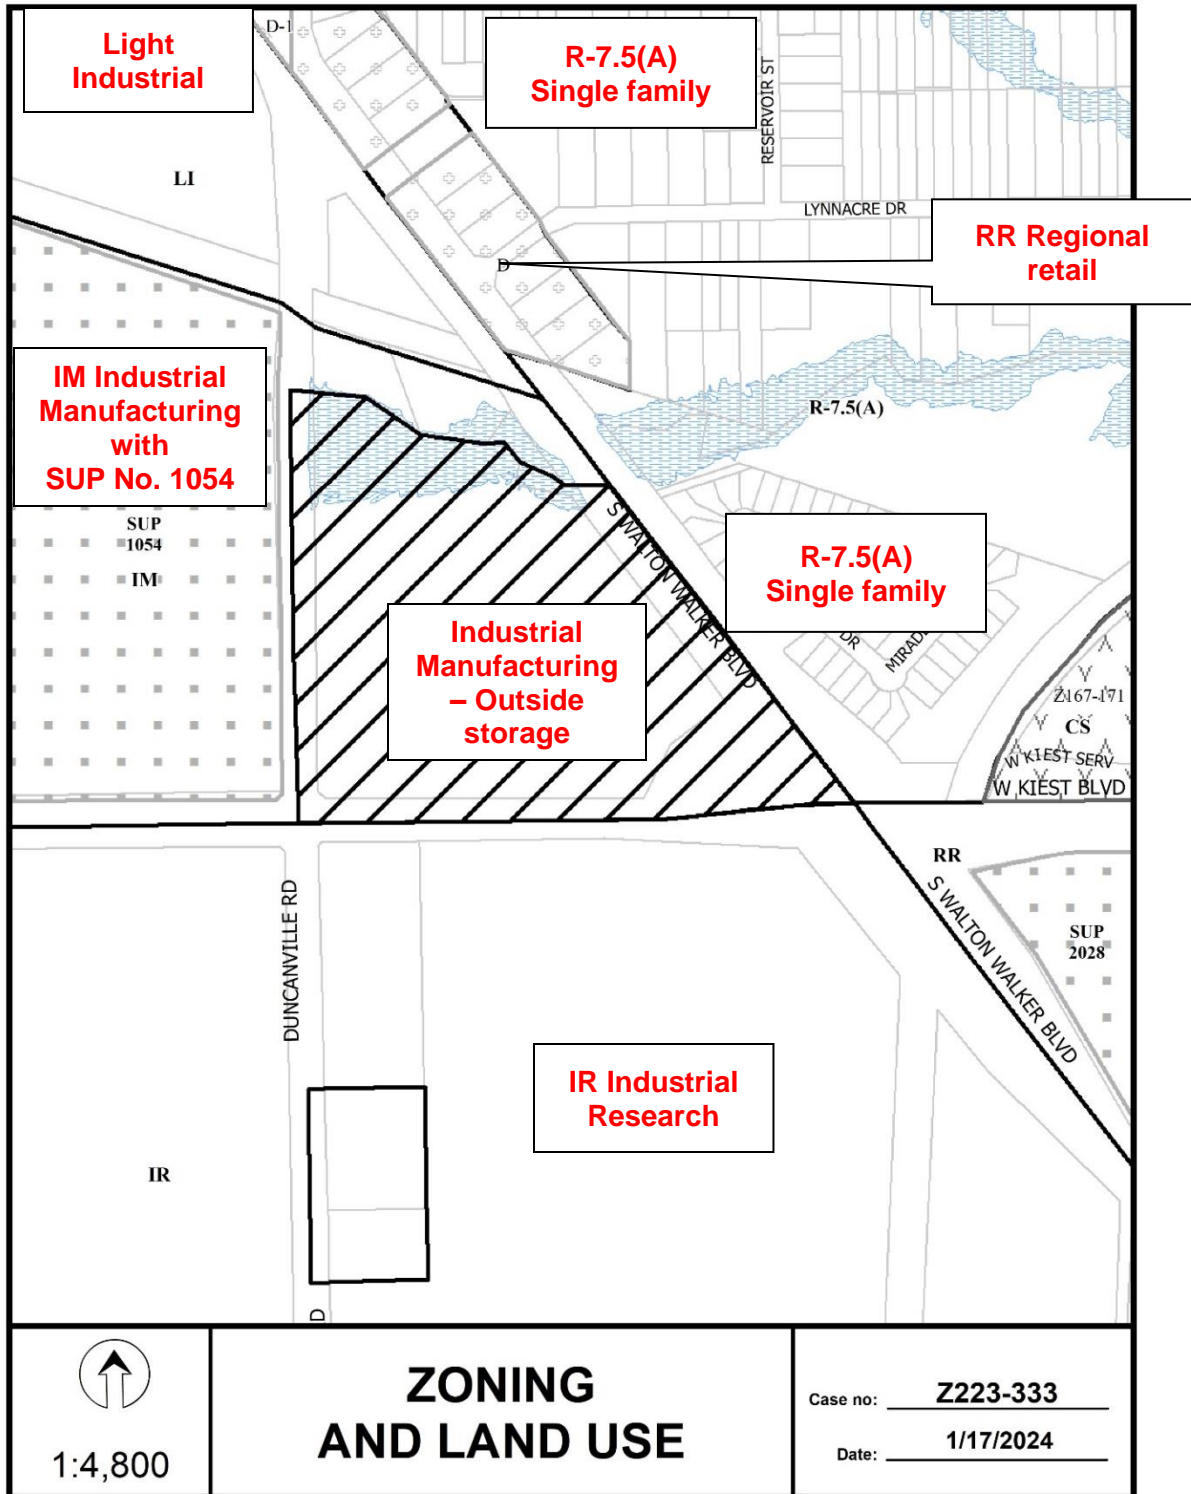 D-1
Light
Industrial
R-7.5(A)
Single family
RESERVOIR ST
LI
LYNNACRE DR
RR Regional
retail
D
IM Industrial
Manufacturing
with
SUP No. 1054
R-7.5(A)
SUP
1054
IM
S WALTON WALKER BLVD
R-7.5(A)
Single family
DR
Industrial
Manufacturing
– Outside
storage
Z167-171
CS
W KIEST SERV
W KIEST BLVD
RR
S WALTON WALKER BLVD
SUP
2028
DUNCANVILLE RD
IR Industrial
Research
IR
D
1:4,800
ZONING
AND LAND USE
Case no: Z223-333
Date: 1/17/2024